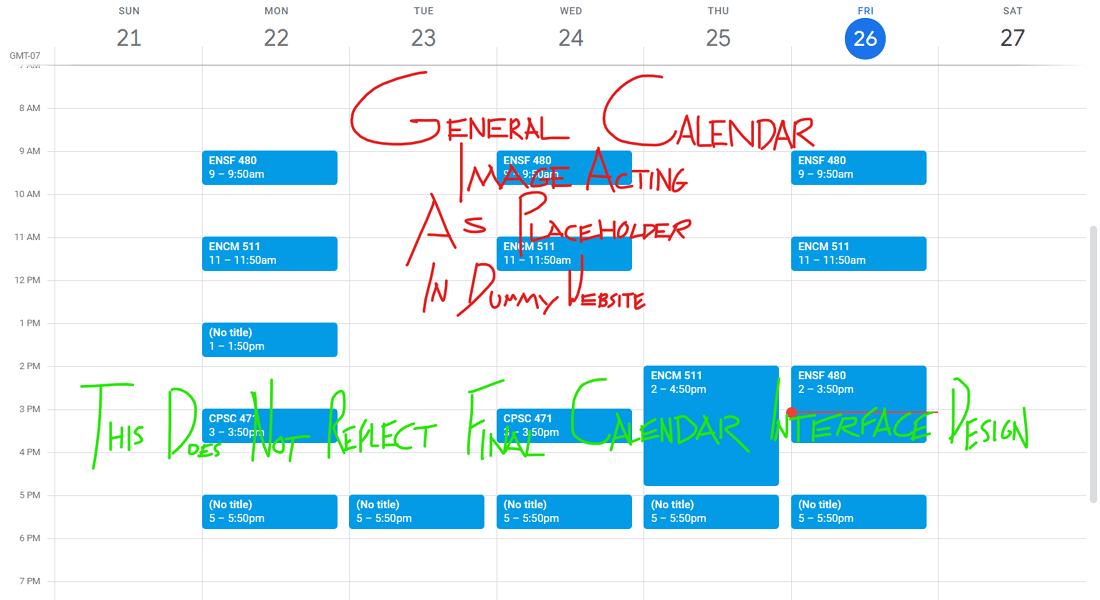 SUN MON TUE WED THU FRI SAT
21 22 23 24 25 26 27
GMT-07
7 AM
8 AM
GENERAL CALENDAR
9 AM
ENSF 480 ENSF 480 ENSF 480
9 – 9:50am 9 – 9:50am 9 – 9:50am
IMAGE ACTING
10 AM
AS PLACEHOLDER
11 AM
ENCM 511 ENCM 511 ENCM 511
11 – 11:50am 11 – 11:50am 11 – 11:50am
12 PM
IN DUMMY WEBSITE
1 PM
(No title)
1 – 1:50pm
2 PM
ENCM 511 ENSF 480
2 – 4:50pm 2 – 3:50pm
3 PM
CPSC 471 CPSC 471
3 – 3:50pm 3 – 3:50pm
THIS DOES NOT REFLECT FINAL CALENDAR INTERFACE DESIGN
4 PM
5 PM
(No title) (No title) (No title) (No title) (No title)
5 – 5:50pm 5 – 5:50pm 5 – 5:50pm 5 – 5:50pm 5 – 5:50pm
6 PM
7 PM